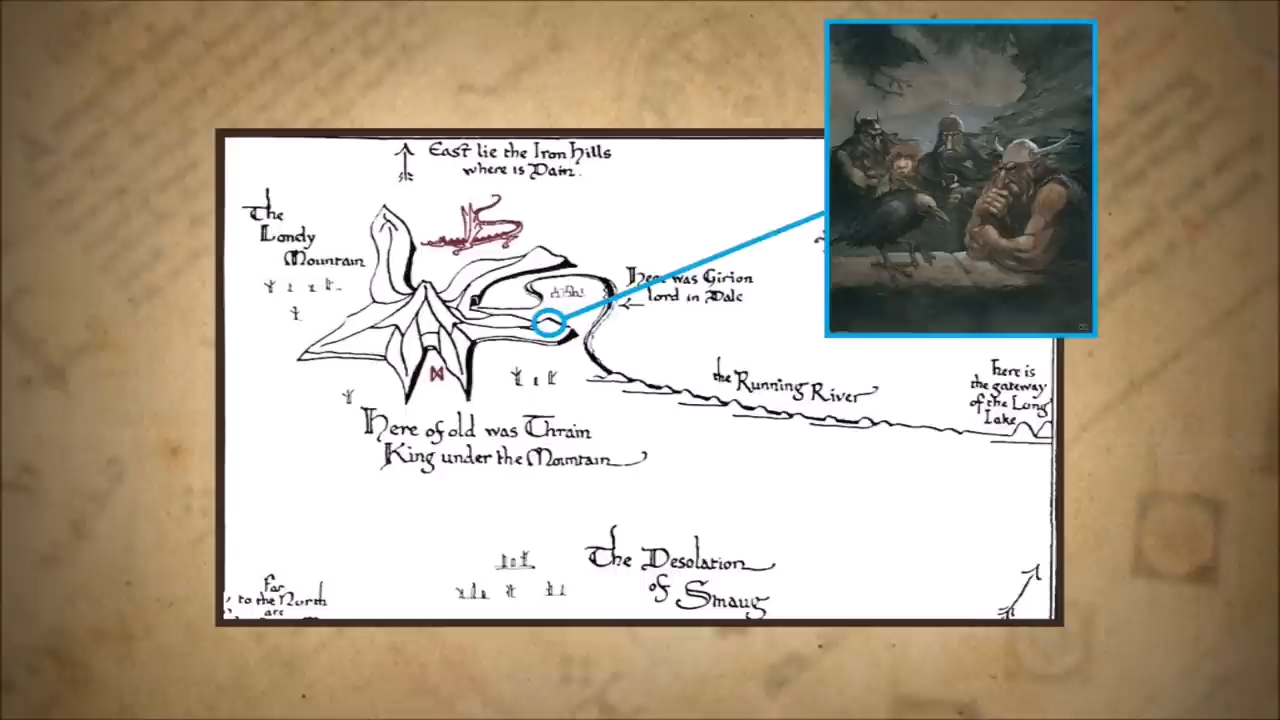 East lie the Iron Hills
where is Dain.
The
Lonely
Mountain
Here was Girion
lord in Dale
the Running River
Here is
the gateway
of the Long
Lake
Here of old was Thrain
King under the Mountain
The Desolation
of Smaug
Far
to the North
are